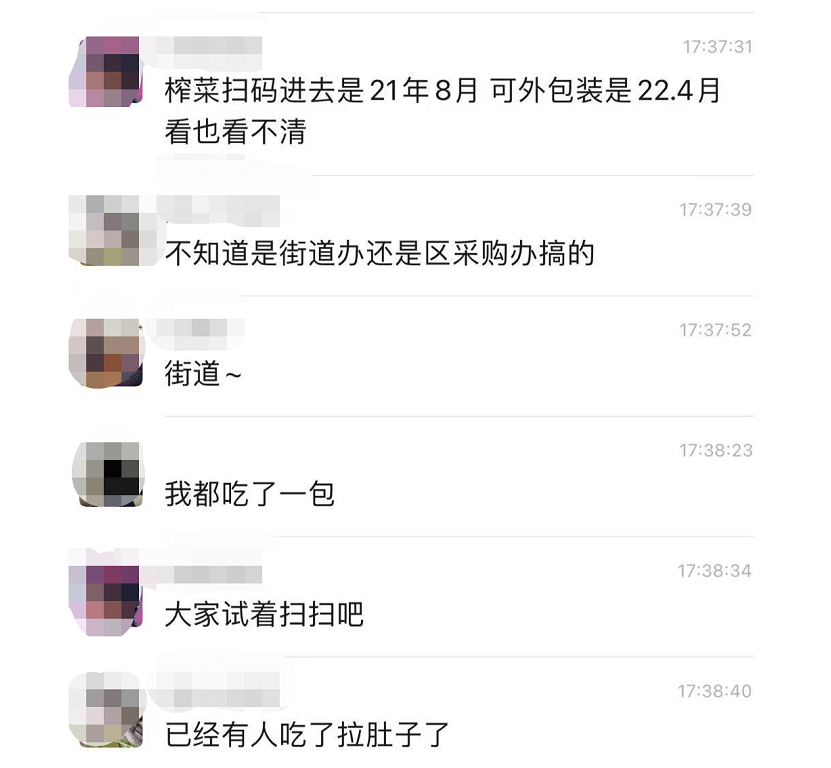 17:37:31
榨菜扫码进去是21年8月 可外包装是22.4月
看也看不清
17:37:39
不知道是街道办还是区采购办搞的
17:37:52
街道~
17:38:23
我都吃了一包
17:38:34
大家试着扫扫吧
17:38:40
已经有人吃了拉肚子了